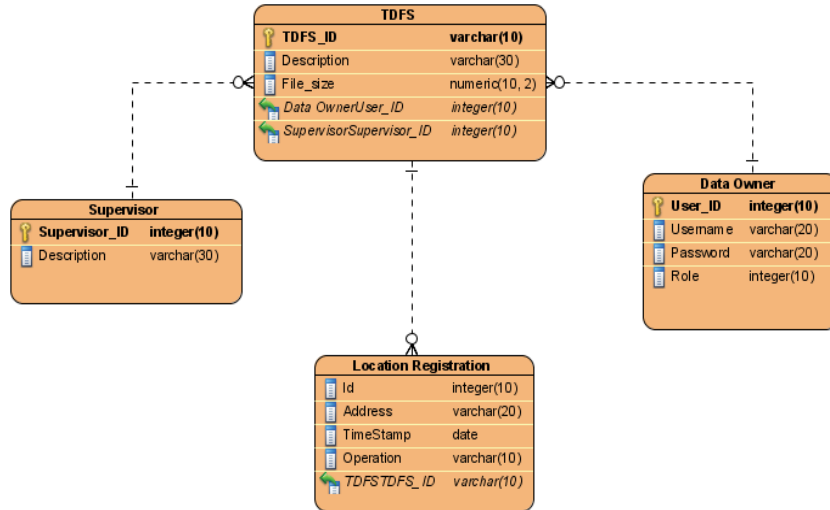 TDFS
TDFS_ID varchar(10)
Description varchar(30)
File_size numeric(10, 2)
Data OwnerUser_ID integer(10)
SupervisorSupervisor_ID integer(10)
Supervisor
Supervisor_ID integer(10)
Description varchar(30)
Data Owner
User_ID integer(10)
Username varchar(20)
Password varchar(20)
Role integer(10)
Location Registration
Id integer(10)
Address varchar(20)
TimeStamp date
Operation varchar(10)
TDFSTDFS_ID varchar(10)